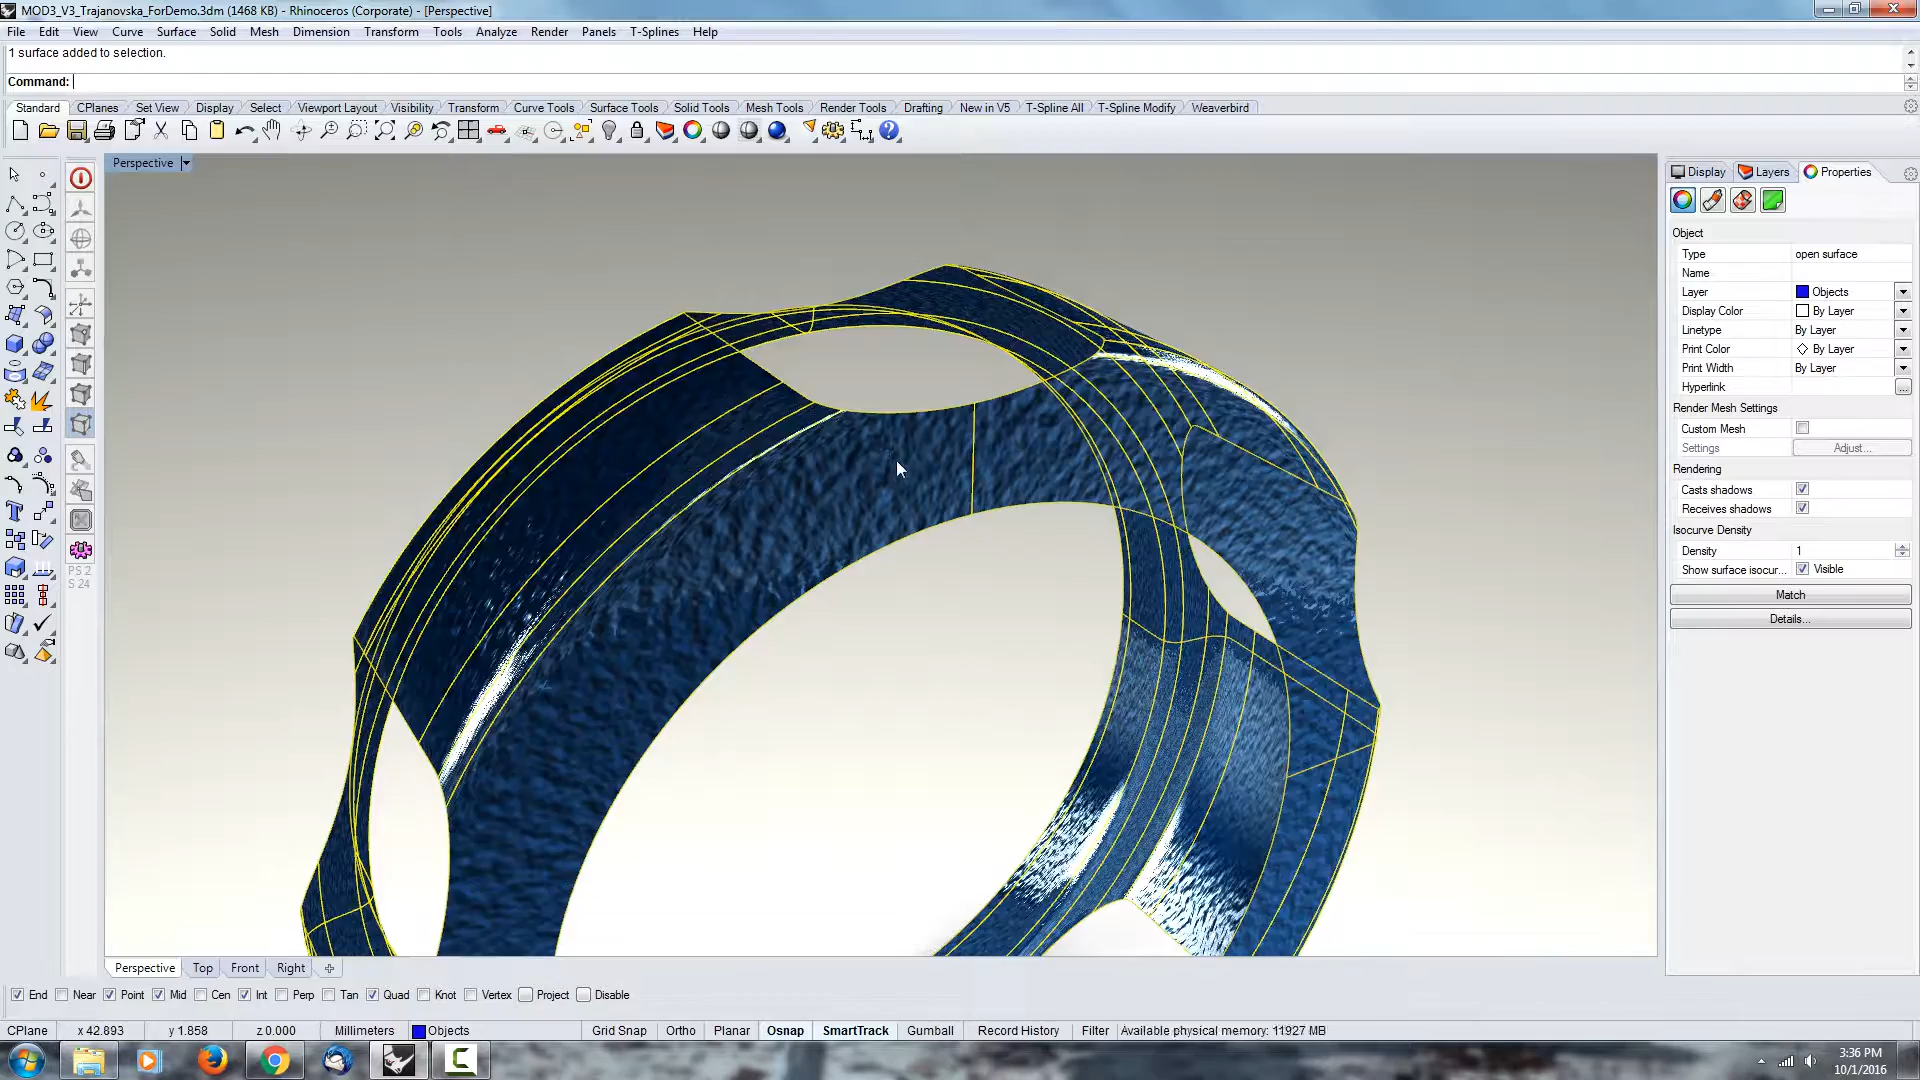 MOD3_V3_Trajanovska_ForDemo.3dm (1468 KB) - Rhinoceros (Corporate) - [Perspective]
File Edit View Curve Surface Solid Mesh Dimension Transform Tools Analyze Render Panels T-Splines Help
1 surface added to selection.
Command:
Standard CPlanes Set View Display Select Viewport Layout Visibility Transform Curve Tools Surface Tools Solid Tools Mesh Tools Render Tools Drafting New in V5 T-Spline All T-Spline Modify Weaverbird
Perspective
Display Layers Properties
Object
Type open surface
Name
Layer Objects
Display Color By Layer
Linetype By Layer
Print Color By Layer
Print Width By Layer
Hyperlink ...
Render Mesh Settings
Custom Mesh
Settings Adjust...
Rendering
Casts shadows
Receives shadows
Isocurve Density
Density 1
Show surface isocur... Visible
Match
Details...
PS 2
S 24
Perspective Top Front Right
End Near Point Mid Cen Int Perp Tan Quad Knot Vertex Project Disable
CPlane x 42.893 y 1.858 z 0.000 Millimeters Objects Grid Snap Ortho Planar Osnap SmartTrack Gumball Record History Filter Available physical memory: 11927 MB
3:36 PM
10/1/2016